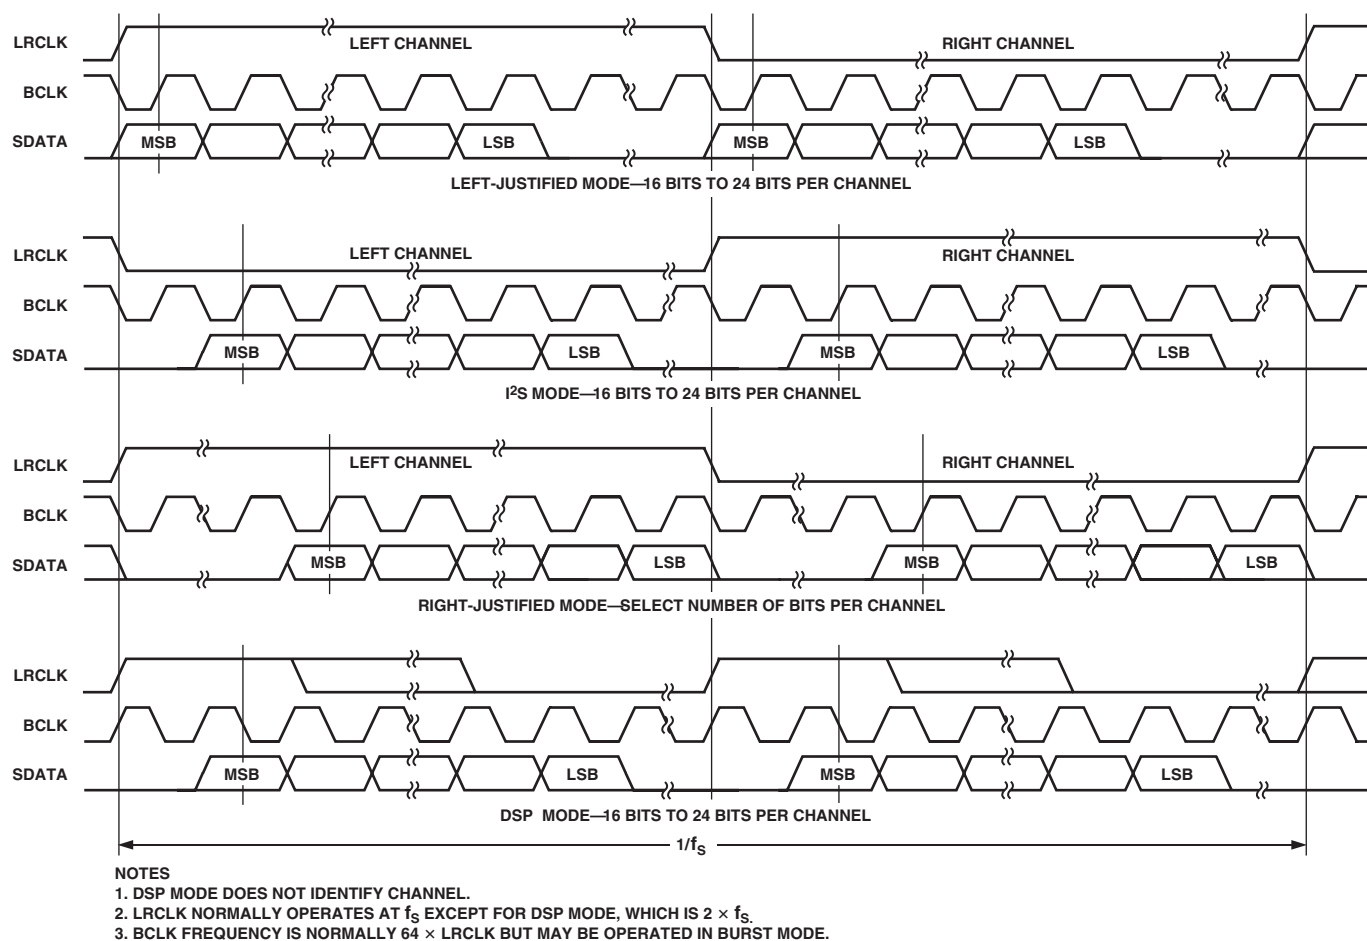 LRCLK
LEFT CHANNEL
RIGHT CHANNEL
BCLK
SDATA
MSB
LSB
MSB
LSB
LEFT-JUSTIFIED MODE—16 BITS TO 24 BITS PER CHANNEL
LRCLK
LEFT CHANNEL
RIGHT CHANNEL
BCLK
SDATA
MSB
LSB
MSB
LSB
I²S MODE—16 BITS TO 24 BITS PER CHANNEL
LRCLK
LEFT CHANNEL
RIGHT CHANNEL
BCLK
SDATA
MSB
LSB
MSB
LSB
RIGHT-JUSTIFIED MODE—SELECT NUMBER OF BITS PER CHANNEL
LRCLK
BCLK
SDATA
MSB
LSB
MSB
LSB
DSP MODE—16 BITS TO 24 BITS PER CHANNEL
1/fS
NOTES
1. DSP MODE DOES NOT IDENTIFY CHANNEL.
2. LRCLK NORMALLY OPERATES AT fS EXCEPT FOR DSP MODE, WHICH IS 2 × fS.
3. BCLK FREQUENCY IS NORMALLY 64 × LRCLK BUT MAY BE OPERATED IN BURST MODE.